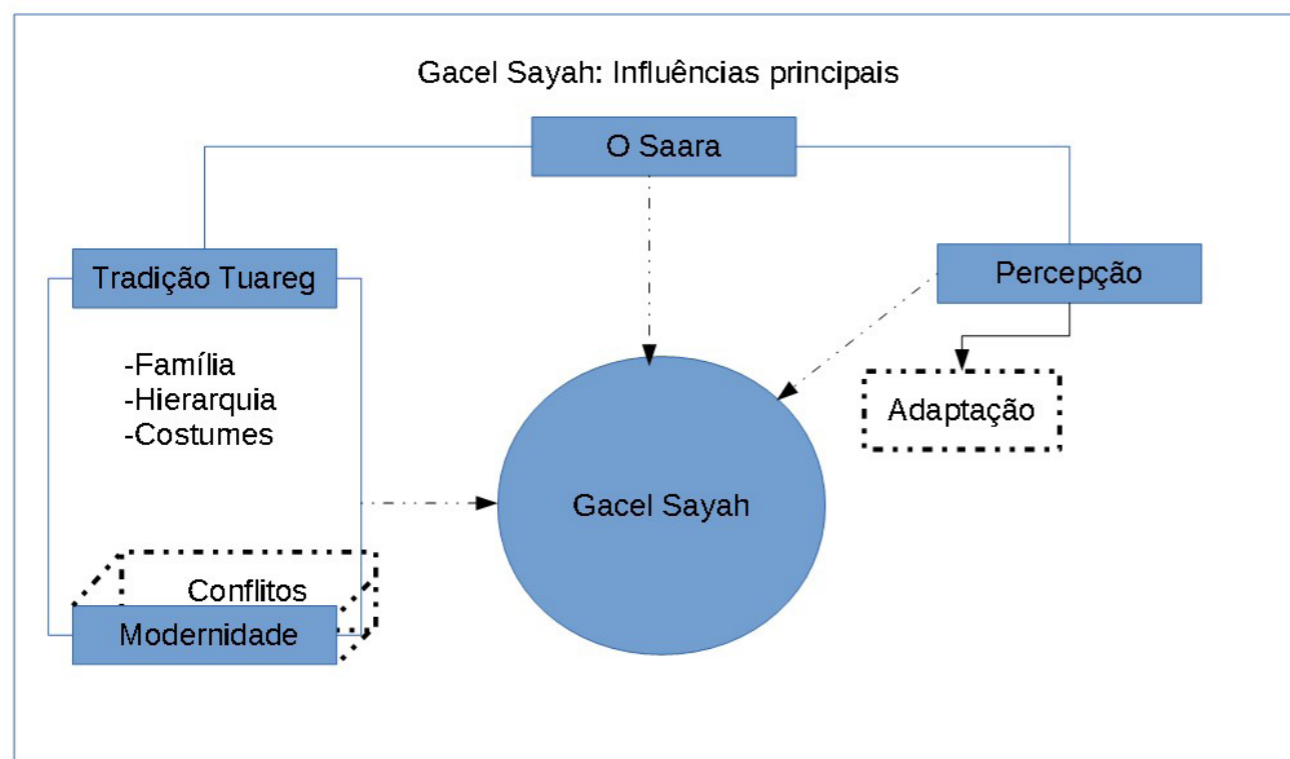 Gacel Sayah: Influências principais
O Saara
Tradição Tuareg
Percepção
-Família
-Hierarquia
-Costumes
Adaptação
Gacel Sayah
Conflitos
Modernidade